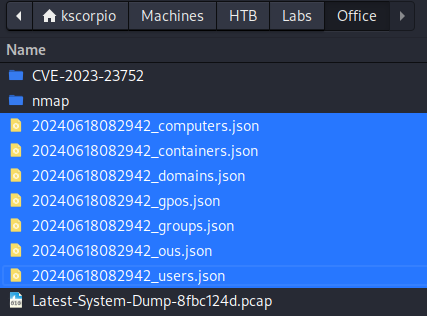 kscorpio Machines HTB Labs Office
Name
CVE-2023-23752
nmap
20240618082942_computers.json
20240618082942_containers.json
20240618082942_domains.json
20240618082942_gpos.json
20240618082942_groups.json
20240618082942_ous.json
20240618082942_users.json
Latest-System-Dump-8fbc124d.pcap